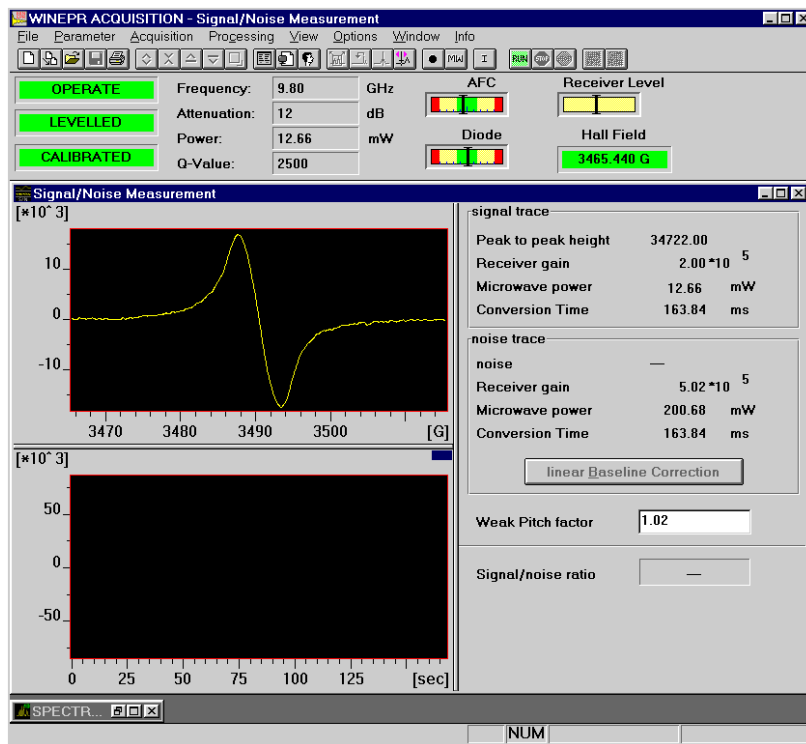 WINEPR ACQUISITION - Signal/Noise Measurement
File Parameter Acquisition Processing View Options Window Info
MW I RUN STOP
OPERATE Frequency: 9.80 GHz AFC Receiver Level
LEVELLED Attenuation: 12 dB
Power: 12.66 mW Diode Hall Field
CALIBRATED Q-Value: 2500 3465.440 G
Signal/Noise Measurement
[*10^3]
10
0
-10
3470 3480 3490 3500 [G]
[*10^3]
50
0
-50
0 25 50 75 100 125 [sec]
signal trace
Peak to peak height 34722.00
Receiver gain 2.00 *10 5
Microwave power 12.66 mW
Conversion Time 163.84 ms
noise trace
noise —
Receiver gain 5.02 *10 5
Microwave power 200.68 mW
Conversion Time 163.84 ms
linear Baseline Correction
Weak Pitch factor 1.02
Signal/noise ratio —
SPECTR...
NUM